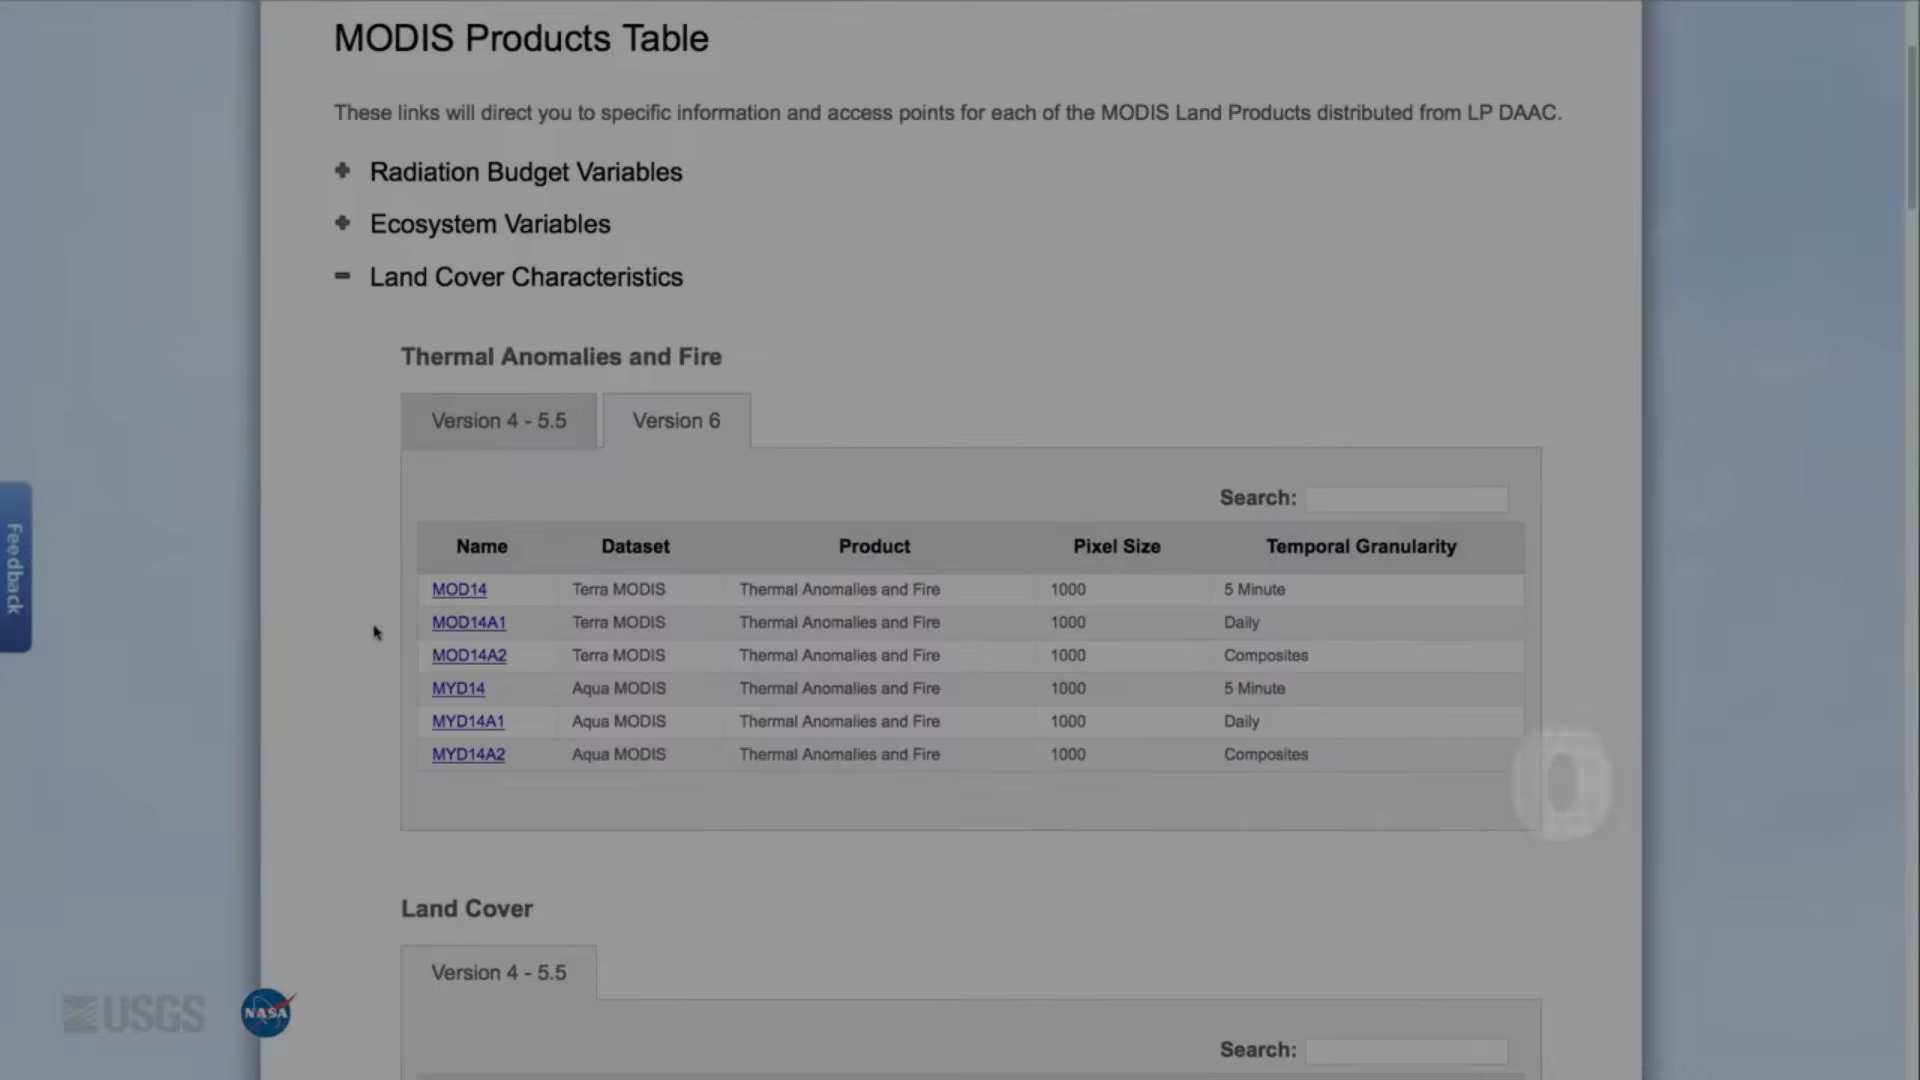 MODIS Products Table
These links will direct you to specific information and access points for each of the MODIS Land Products distributed from LP DAAC.
Radiation Budget Variables
Ecosystem Variables
Land Cover Characteristics
Thermal Anomalies and Fire
Version 4 - 5.5 Version 6
Search:
Name Dataset Product Pixel Size Temporal Granularity
MOD14 Terra MODIS Thermal Anomalies and Fire 1000 5 Minute
MOD14A1 Terra MODIS Thermal Anomalies and Fire 1000 Daily
MOD14A2 Terra MODIS Thermal Anomalies and Fire 1000 Composites
MYD14 Aqua MODIS Thermal Anomalies and Fire 1000 5 Minute
MYD14A1 Aqua MODIS Thermal Anomalies and Fire 1000 Daily
MYD14A2 Aqua MODIS Thermal Anomalies and Fire 1000 Composites
Feedback
Land Cover
Version 4 - 5.5
Search:
USGS
NASA